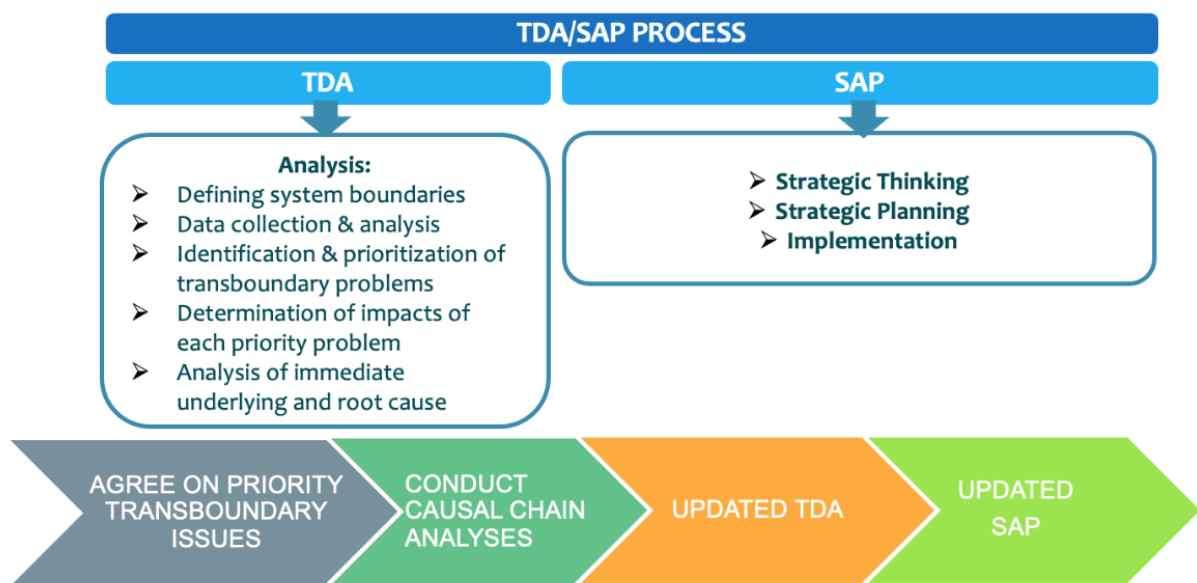 TDA/SAP PROCESS
TDA
SAP
Analysis:
➢ Defining system boundaries
➢ Data collection & analysis
➢ Identification & prioritization of
transboundary problems
➢ Determination of impacts of
each priority problem
➢ Analysis of immediate
underlying and root cause
➢ Strategic Thinking
➢ Strategic Planning
➢ Implementation
AGREE ON PRIORITY
TRANSBOUNDARY
ISSUES
CONDUCT
CAUSAL CHAIN
ANALYSES
UPDATED TDA
UPDATED
SAP